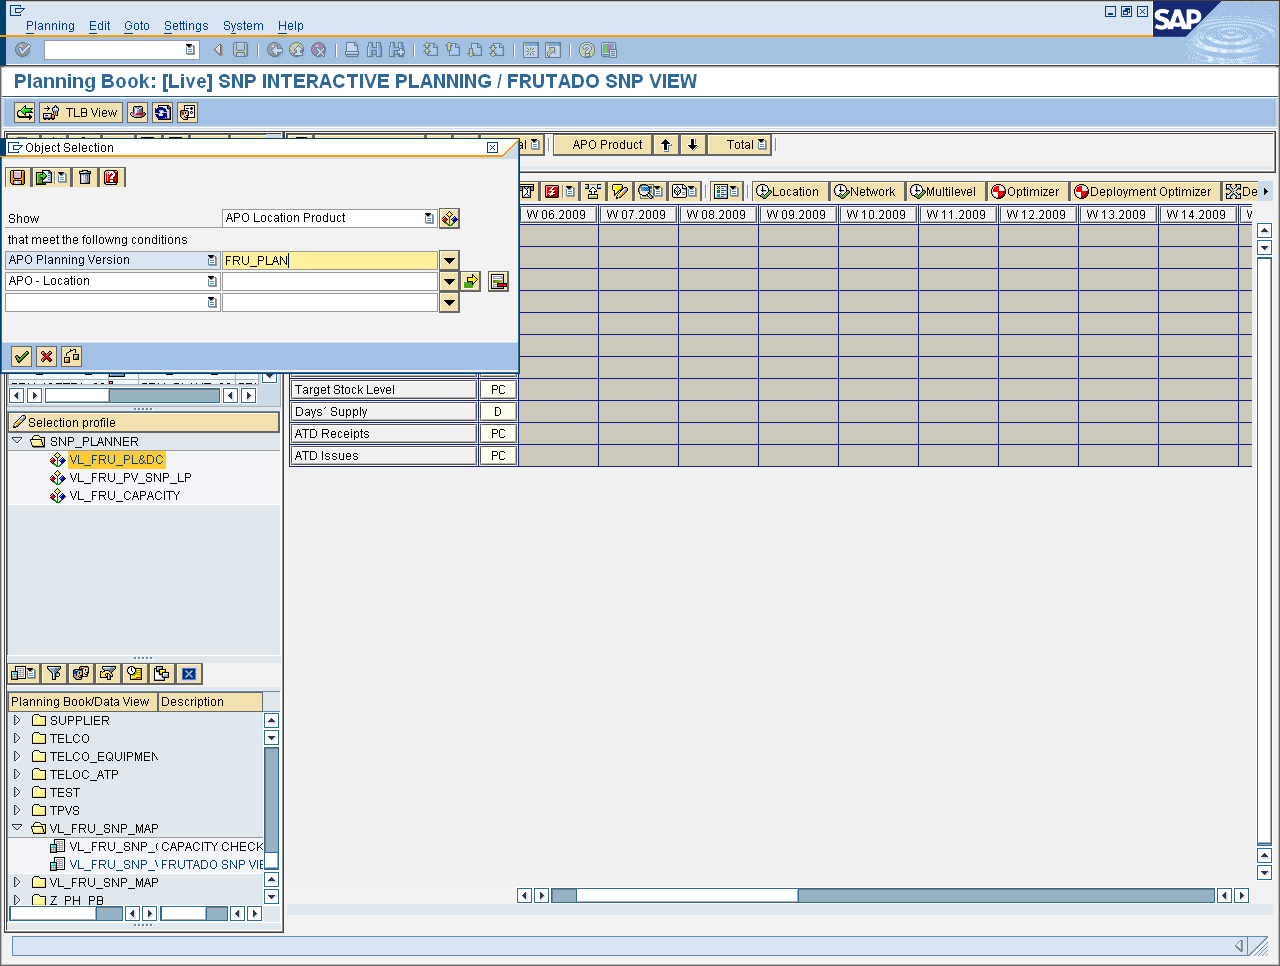 Planning Edit Goto Settings System Help
SAP
Planning Book: [Live] SNP INTERACTIVE PLANNING / FRUTADO SNP VIEW
TLB View
Object Selection
APO Product Total
Location Network Multilevel Optimizer Deployment Optimizer De
W 06.2009 W 07.2009 W 08.2009 W 09.2009 W 10.2009 W 11.2009 W 12.2009 W 13.2009 W 14.2009
Show APO Location Product
that meet the followng conditions
APO Planning Version FRU_PLAN
APO - Location
Target Stock Level PC
Days´ Supply D
ATD Receipts PC
ATD Issues PC
Selection profile
SNP_PLANNER
VL_FRU_PL&DC
VL_FRU_PV_SNP_LP
VL_FRU_CAPACITY
Planning Book/Data View Description
SUPPLIER
TELCO
TELCO_EQUIPMEN
TELOC_ATP
TEST
TPVS
VL_FRU_SNP_MAP
VL_FRU_SNP_( CAPACITY CHECK
VL_FRU_SNP_\ FRUTADO SNP VIE
VL_FRU_SNP_MAP
Z_PH_PB